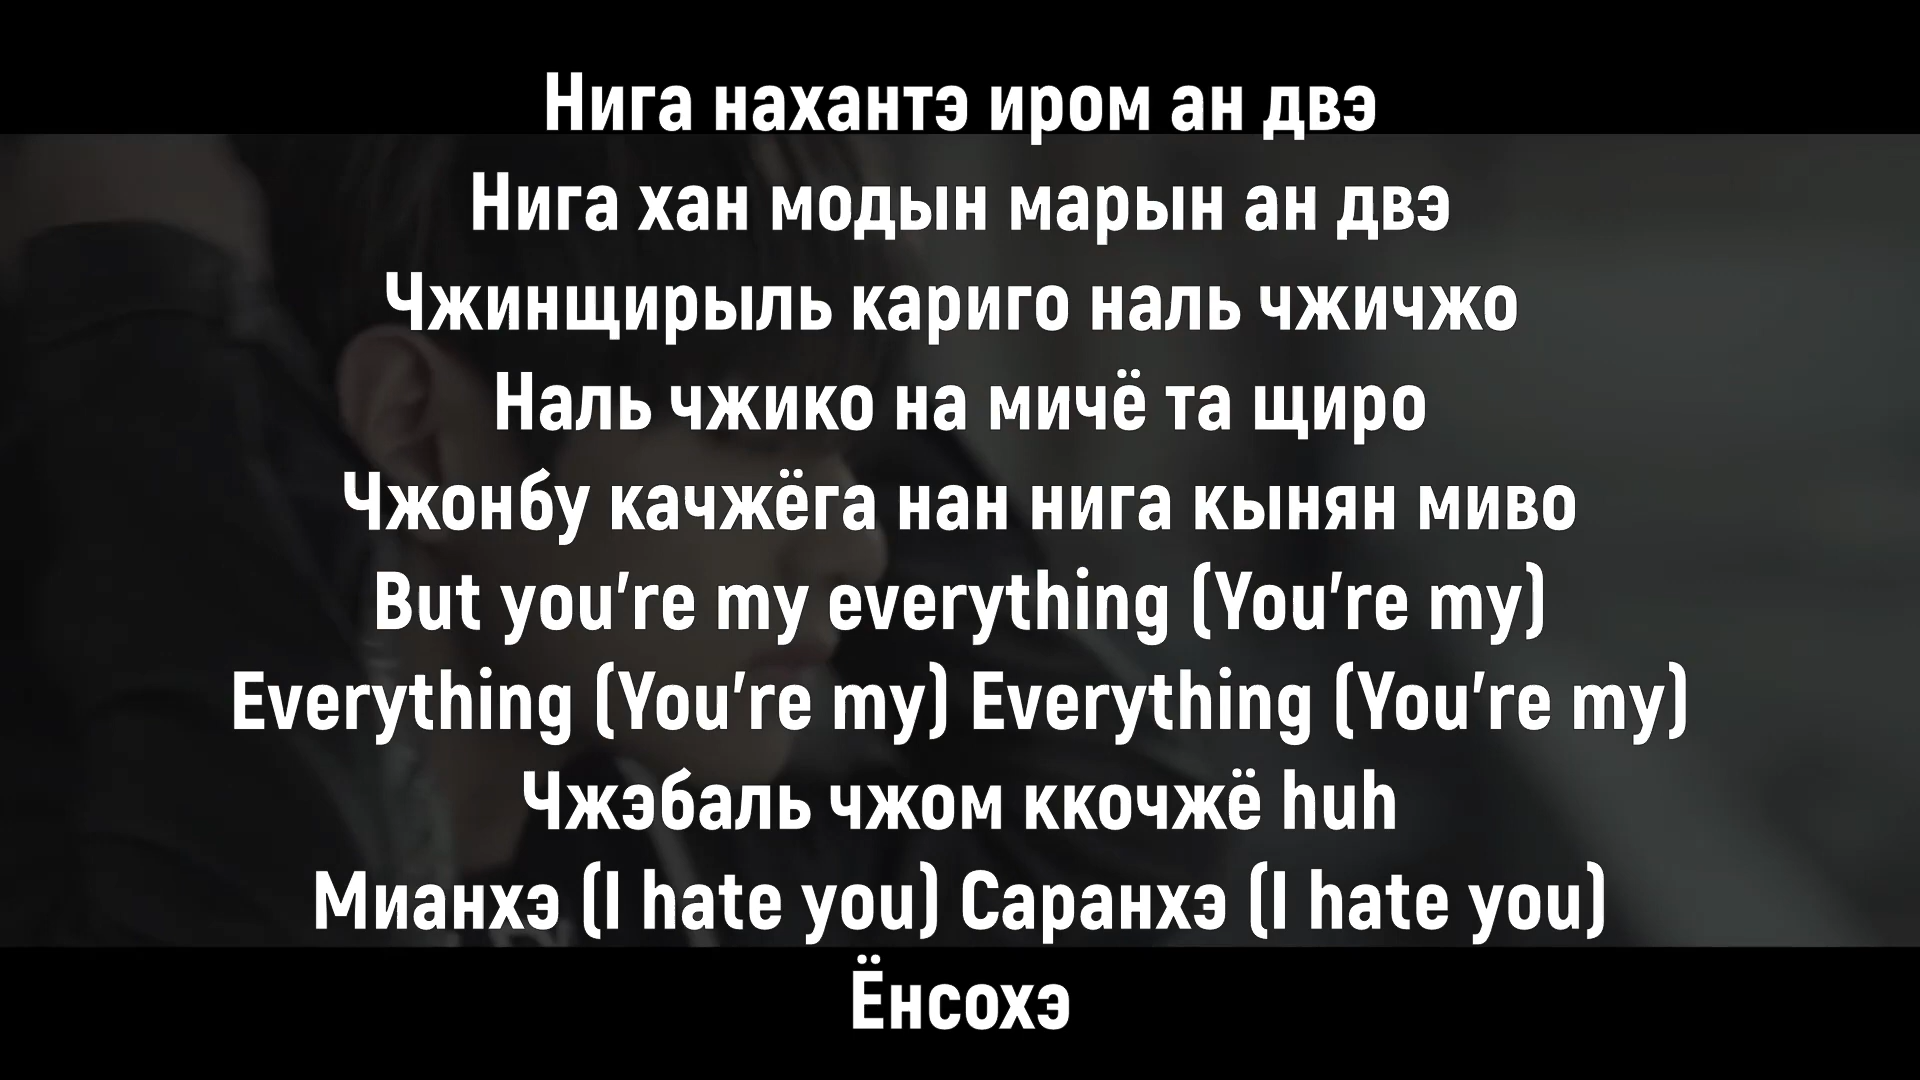 Нига нахантэ иром ан двэ
Нига хан модын марын ан двэ
Чжинщирыль кариго наль чжичжо
Наль чжико на мичё та щиро
Чжонбу качжёга нан нига кынян миво
But you're my everything (You're my)
Everything (You're my) Everything (You're my)
Чжэбаль чжом ккочжё huh
Мианхэ (I hate you) Саранхэ (I hate you)
Ёнсохэ